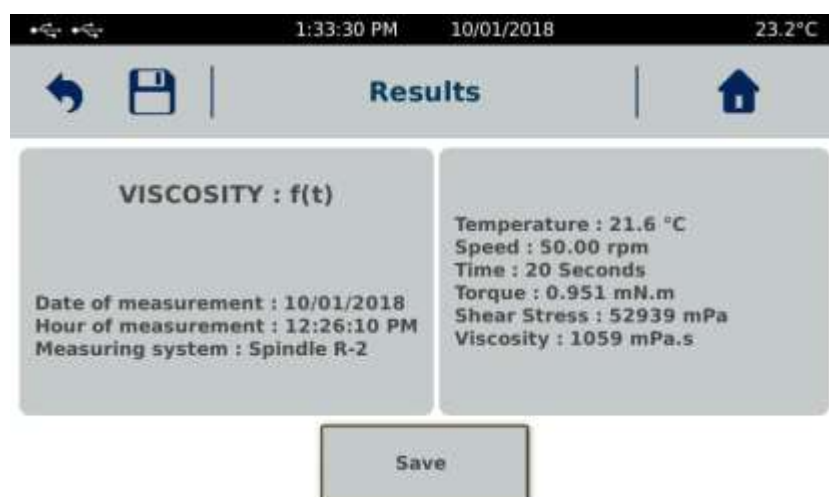 1:33:30 PM 10/01/2018 23.2°C
Results
VISCOSITY : f(t)
Date of measurement : 10/01/2018
Hour of measurement : 12:26:10 PM
Measuring system : Spindle R-2
Temperature : 21.6 °C
Speed : 50.00 rpm
Time : 20 Seconds
Torque : 0.951 mN.m
Shear Stress : 52939 mPa
Viscosity : 1059 mPa.s
Save